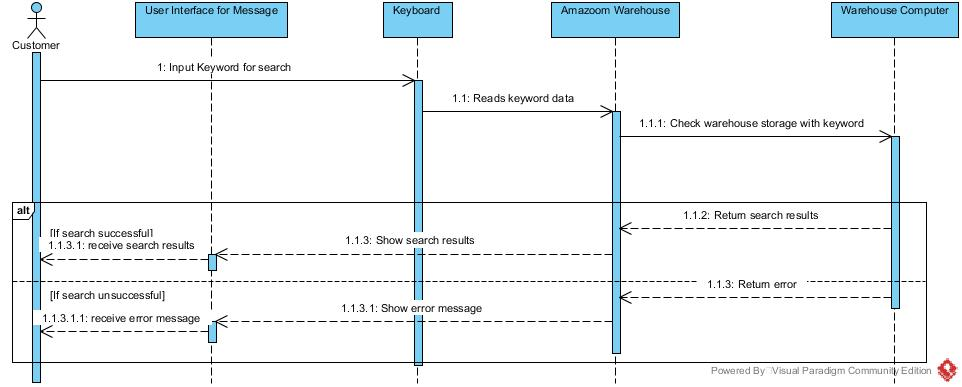 User Interface for Message
Keyboard
Amazoom Warehouse
Warehouse Computer
Customer
1: Input Keyword for search
1.1: Reads keyword data
1.1.1: Check warehouse storage with keyword
alt
1.1.2: Return search results
[If search successful]
1.1.3: Show search results
1.1.3.1: receive search results
1.1.3: Return error
[If search unsuccessful]
1.1.3.1: Show error message
1.1.3.1.1: receive error message
Powered By Visual Paradigm Community Edition